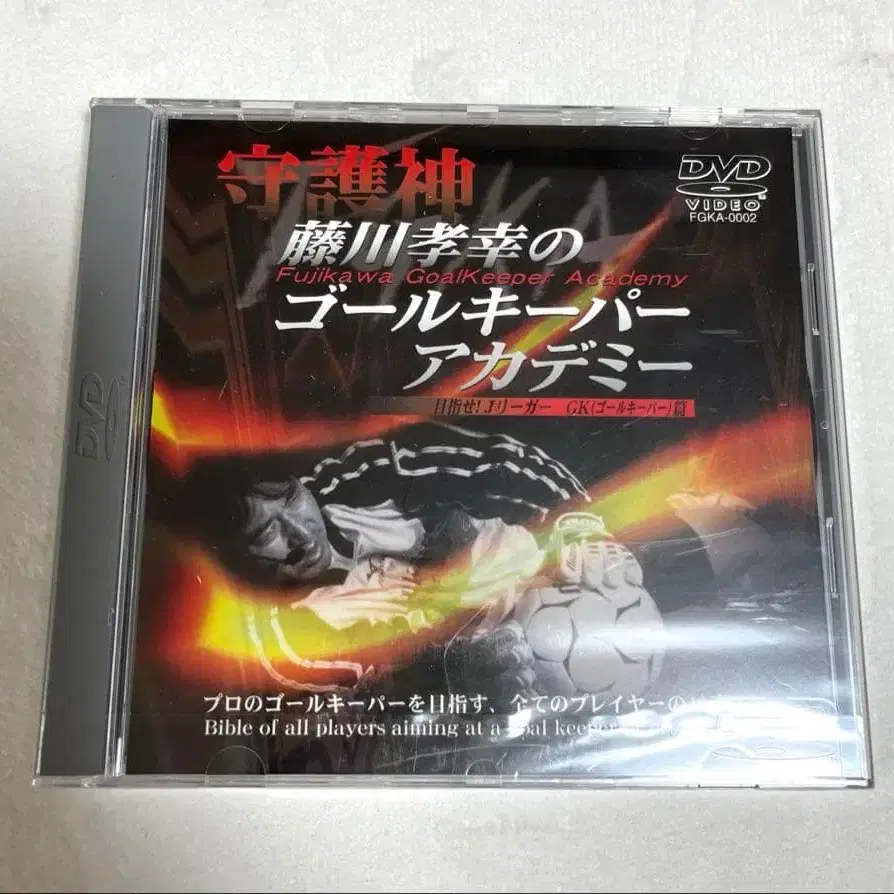 守護神
DVD
VIDEO
FGKA-0002
藤川孝幸の
Fujikawa GoalKeeper Academy
ゴールキーパー
アカデミー
目指せ!Jリーガー GK(ゴールキーパー)篇
DVD
プロのゴールキーパーを目指す、全てのプレイヤーの
Bible of all players aiming at a goal keeper